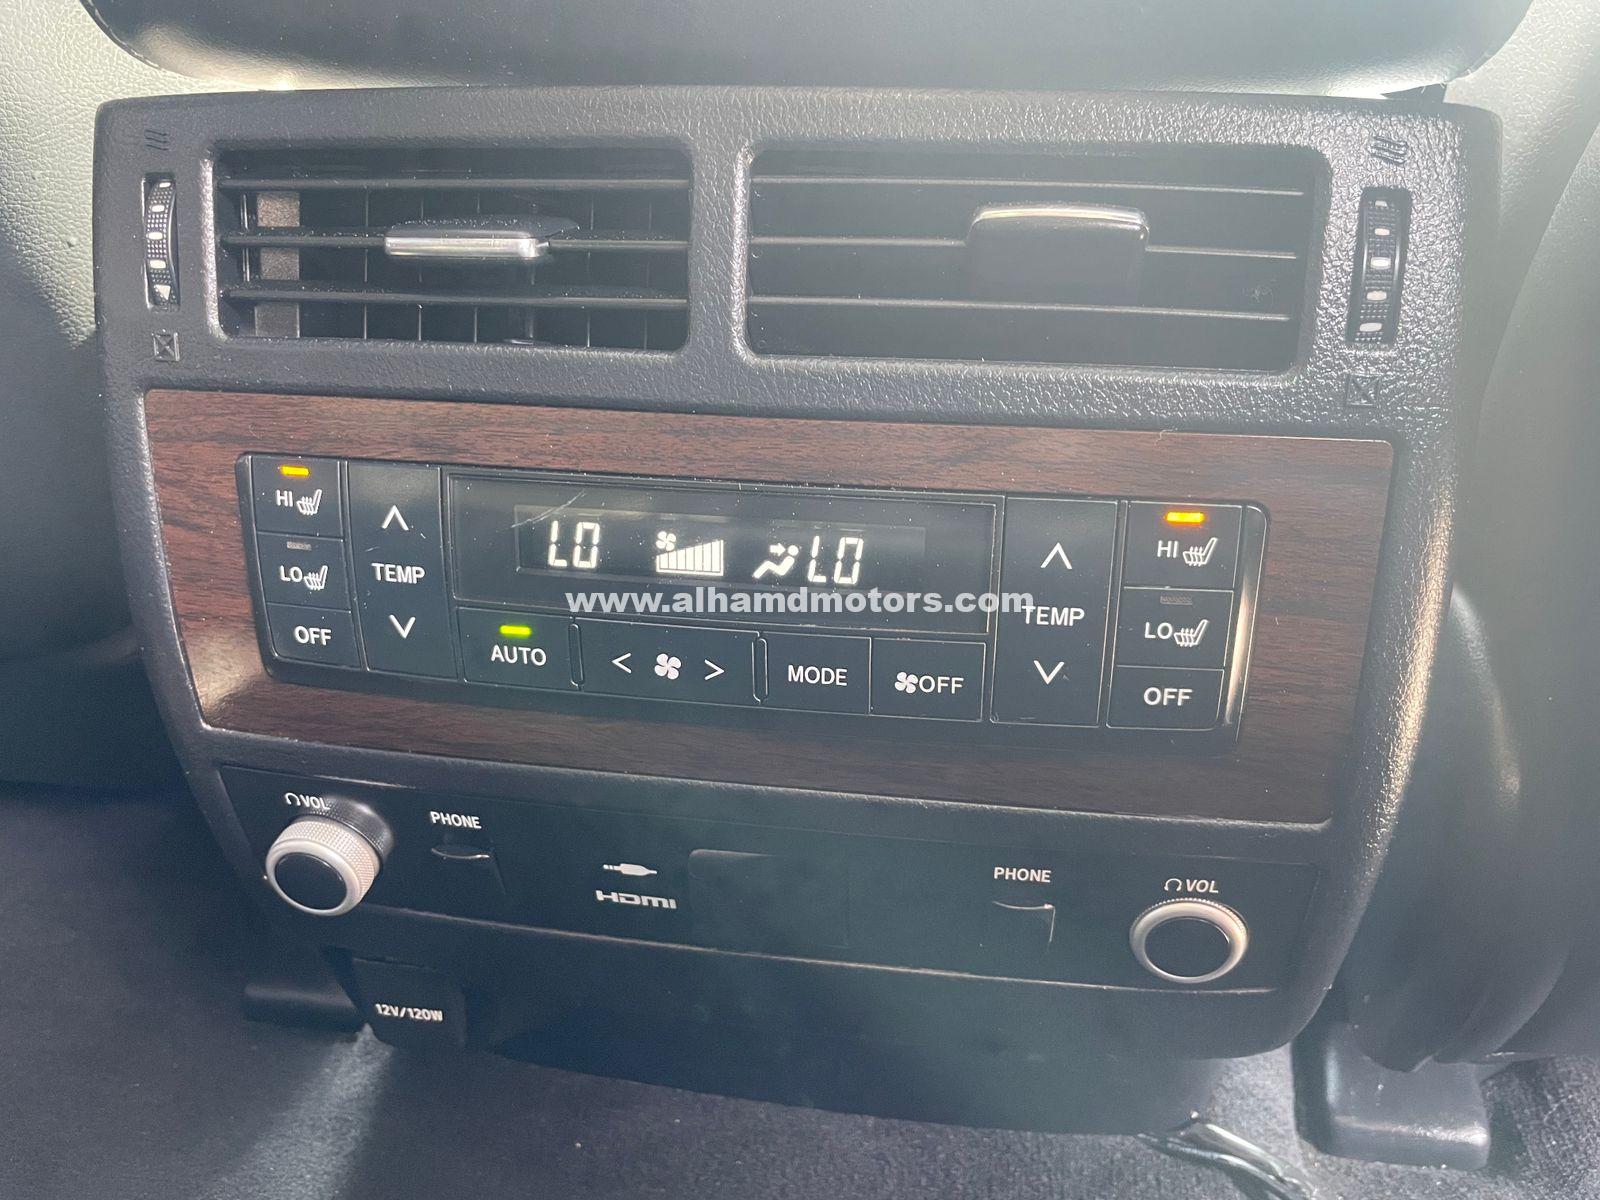 HI
LO
OFF
TEMP
LO
LO
www.alhamdmotors.com
AUTO
< >
MODE
OFF
TEMP
HI
LO
OFF
VOL
PHONE
HDMI
PHONE
VOL
12V/120W